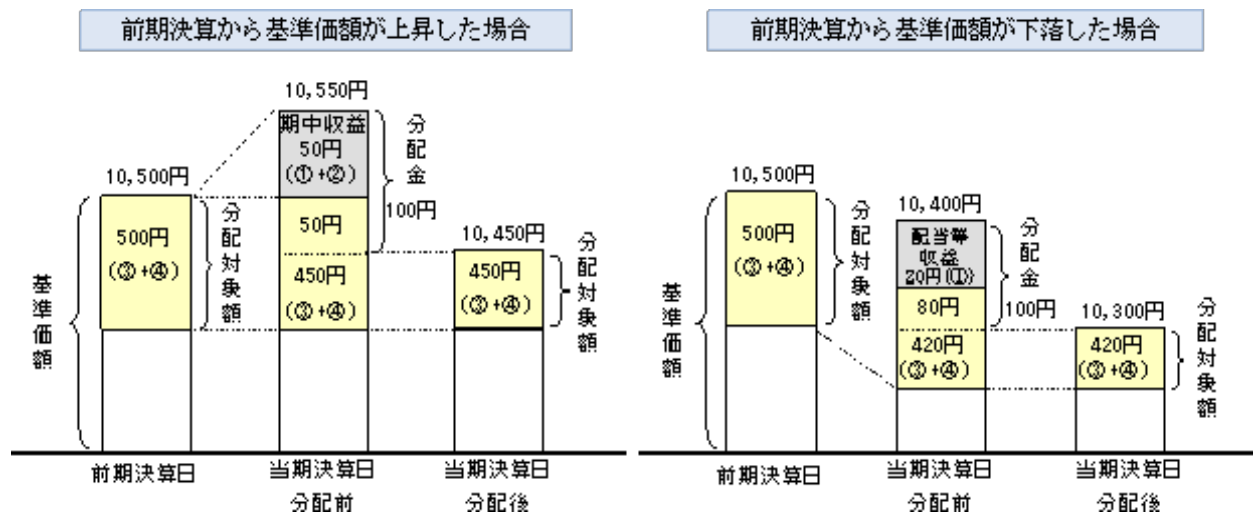 前期決算から基準価額が上昇した場合
10,550円
期中収益
50円
(①+②)
分配金
100円
10,500円
500円
(③+④)
分配対象額
50円
450円
(③+④)
10,450円
450円
(③+④)
分配対象額
基準価額
前期決算日
当期決算日
分配前
当期決算日
分配後
前期決算から基準価額が下落した場合
10,500円
500円
(③+④)
分配対象額
10,400円
配当等
収益
20円(①)
分配金
100円
80円
420円
(③+④)
10,300円
420円
(③+④)
分配対象額
基準価額
前期決算日
当期決算日
分配前
当期決算日
分配後